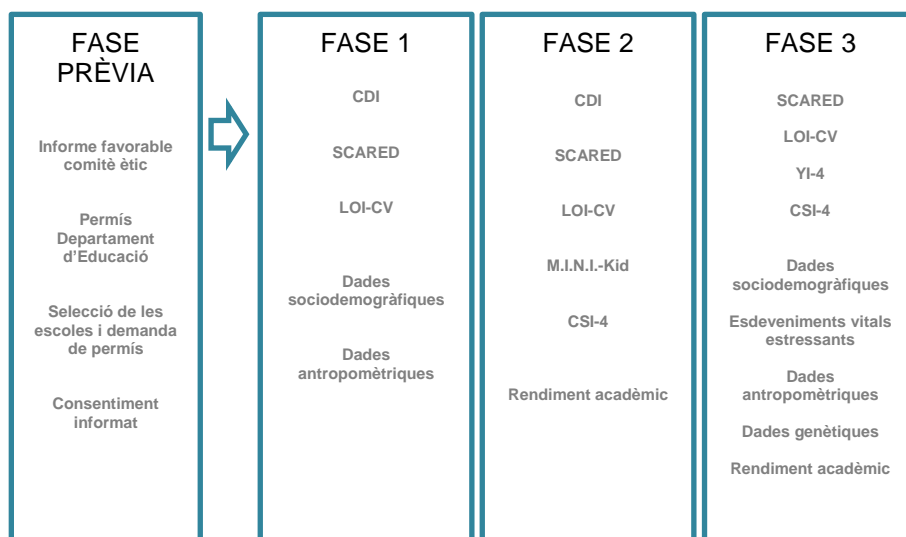 FASE
PRÈVIA
Informe favorable
comitè ètic
Permís
Departament
d'Educació
Selecció de les
escoles i demanda
de permís
Consentiment
informat
FASE 1
CDI
SCARED
LOI-CV
Dades
sociodemogràfiques
Dades
antropomètriques
FASE 2
CDI
SCARED
LOI-CV
M.I.N.I.-Kid
CSI-4
Rendiment acadèmic
FASE 3
SCARED
LOI-CV
YI-4
CSI-4
Dades
sociodemogràfiques
Esdeveniments vitals
estressants
Dades
antropomètriques
Dades genètiques
Rendiment acadèmic